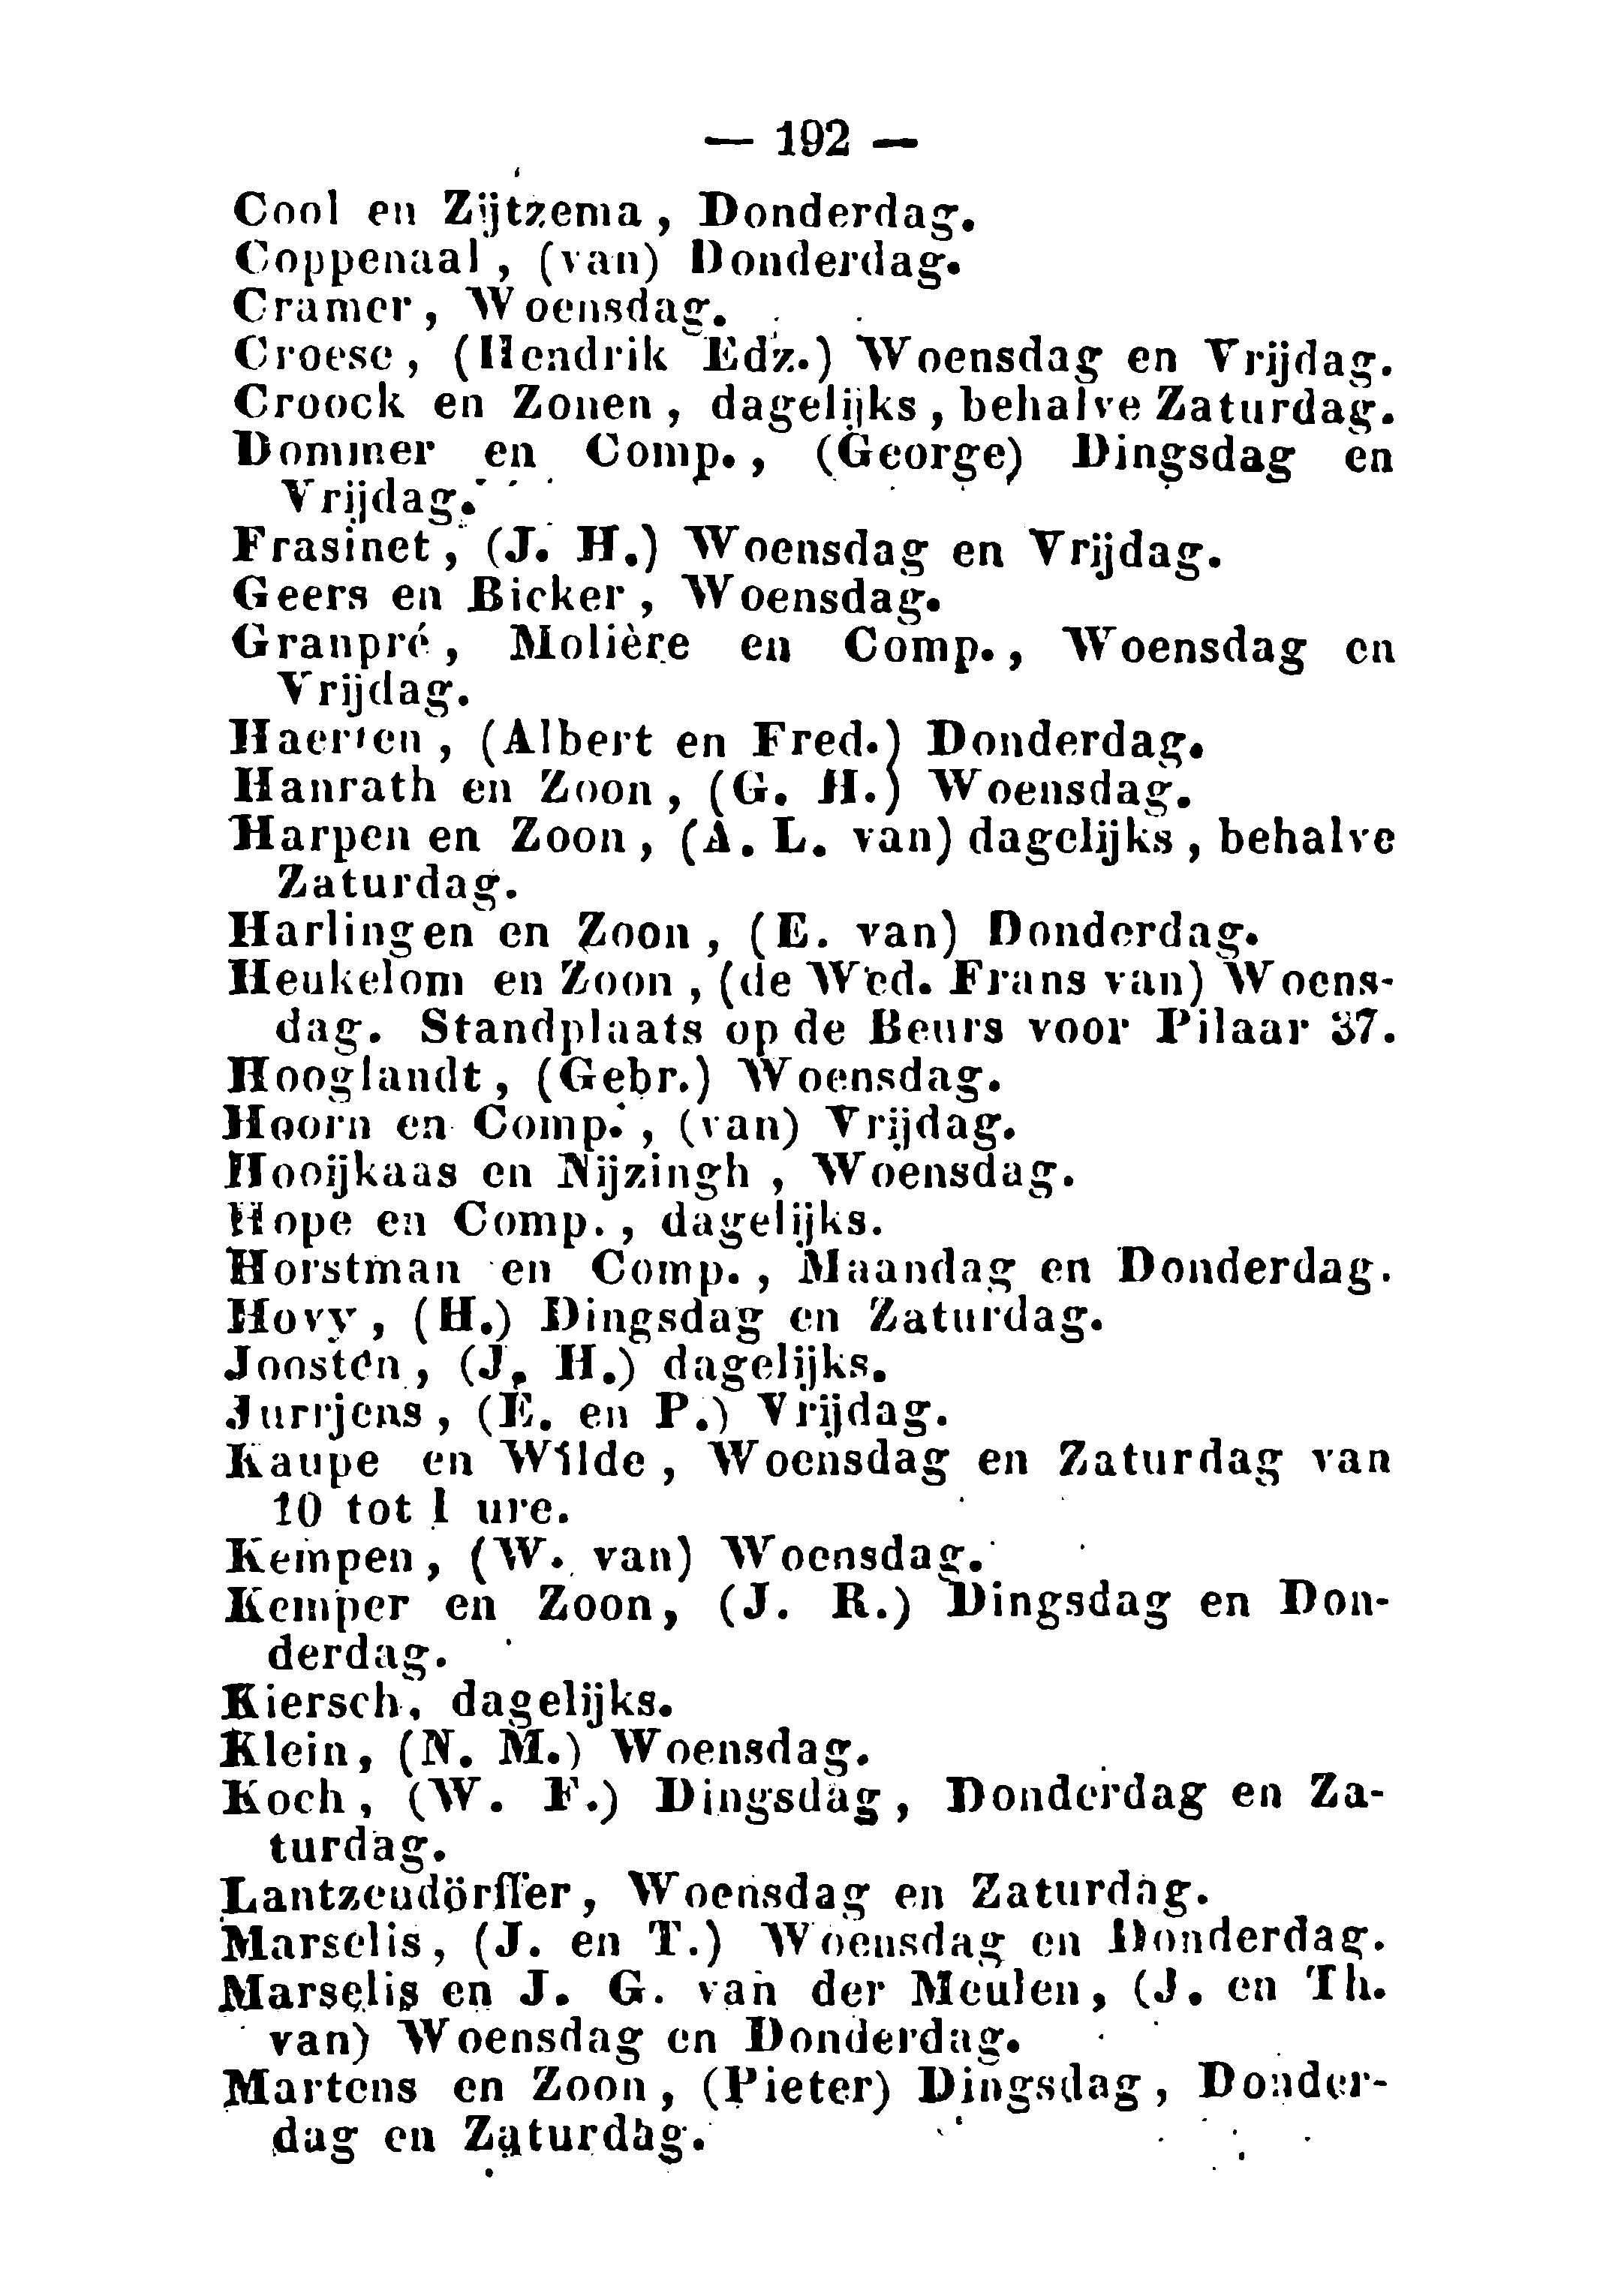 — 192 —
Cool en Zijtzema, Donderdag.
Coppenaal, (van) Donderdag.
Cramer, Woensdag.
Croese, (Hendrik Edz.) Woensdag en Vrijdag.
Croock en Zonen, dagelijks, behalve Zaturdag.
Dommer en Comp., (George) Dingsdag en
Vrijdag.
Frasinet, (J. H.) Woensdag en Vrijdag.
Geers en Bicker, Woensdag.
Granpré, Molière en Comp., Woensdag en
Vrijdag.
Haerten, (Albert en Fred.) Donderdag.
Hanrath en Zoon, (G. H.) Woensdag.
Harpen en Zoon, (A. L. van) dagelijks, behalve
Zaturdag.
Harlingen en Zoon, (E. van) Donderdag.
Heukelom en Zoon, (de Wed. Frans van) Woens-
dag. Standplaats op de Beurs voor Pilaar 37.
Hooglandt, (Gebr.) Woensdag.
Hoorn en Comp., (van) Vrijdag.
Hooijkaas en Nijzingh, Woensdag.
Hope en Comp., dagelijks.
Horstman en Comp., Maandag en Donderdag.
Hovy, (H.) Dingsdag en Zaturdag.
Joosten, (J. H.) dagelijks.
Jurrjens, (E. en P.) Vrijdag.
Kaupe en Wilde, Woensdag en Zaturdag van
10 tot 1 ure.
Kempen, (W. van) Woensdag.
Kemper en Zoon, (J. R.) Dingsdag en Don-
derdag.
Kiersch, dagelijks.
Klein, (N. M.) Woensdag.
Koch, (W. F.) Dingsdag, Donderdag en Za-
turdag.
Lantzendörffer, Woensdag en Zaturdag.
Marselis, (J. en T.) Woensdag en Donderdag.
Marselis en J. G. van der Meulen, (J. en Th.
van) Woensdag en Donderdag.
Martens en Zoon, (Pieter) Dingsdag, Donder-
dag en Zaturdag.